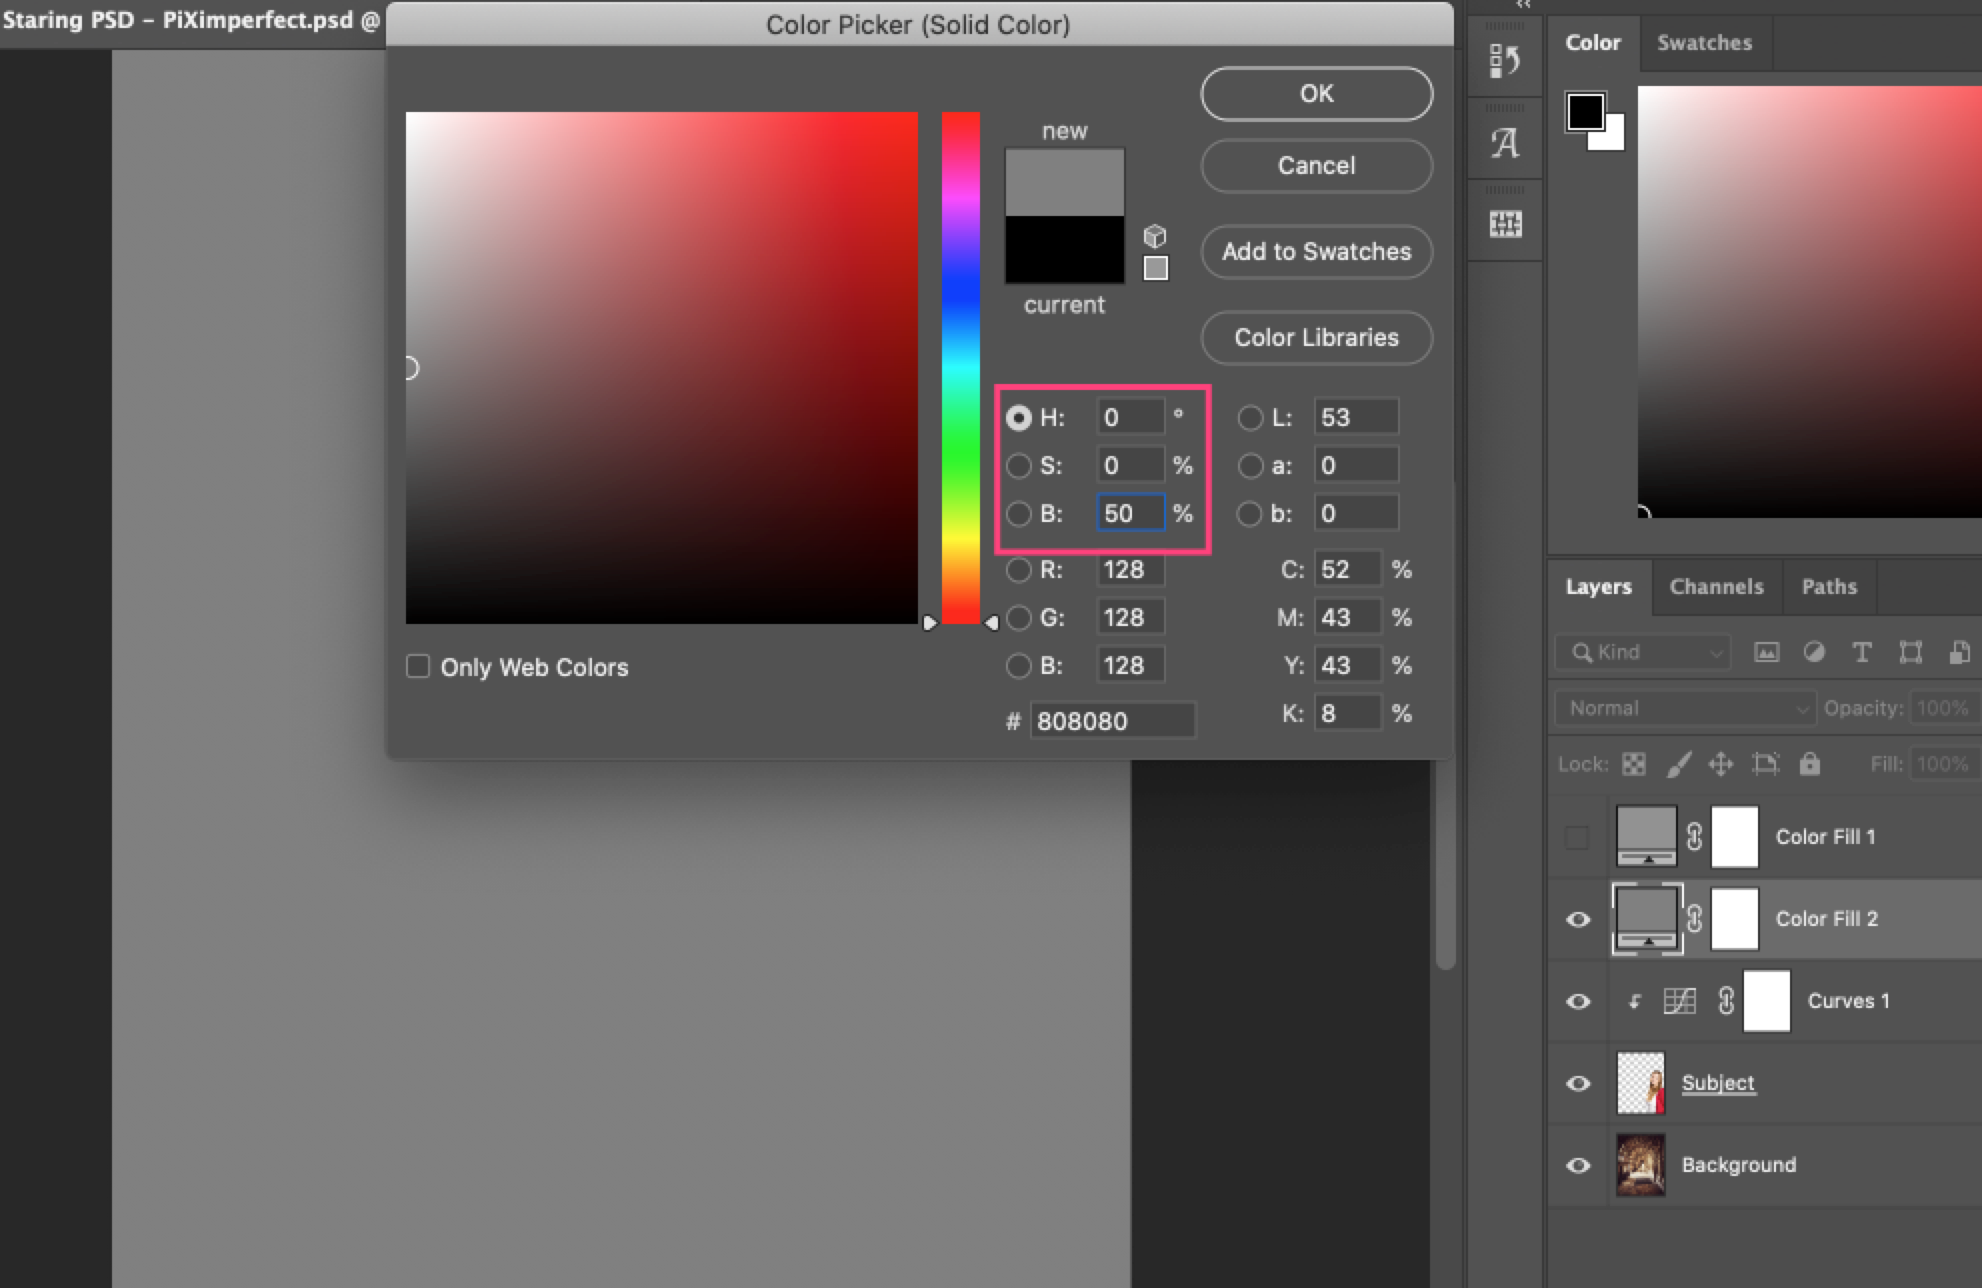 Staring PSD – PiXimperfect.psd @
Color Picker (Solid Color)
new
current
OK
Cancel
Add to Swatches
Color Libraries
H: 0 °
S: 0 %
B: 50 %
L: 53
a: 0
b: 0
R: 128
G: 128
B: 128
# 808080
C: 52 %
M: 43 %
Y: 43 %
K: 8 %
Only Web Colors
Color Swatches
A
Layers Channels Paths
Kind T
Normal Opacity: 100%
Lock: Fill: 100%
Color Fill 1
Color Fill 2
Curves 1
Subject
Background